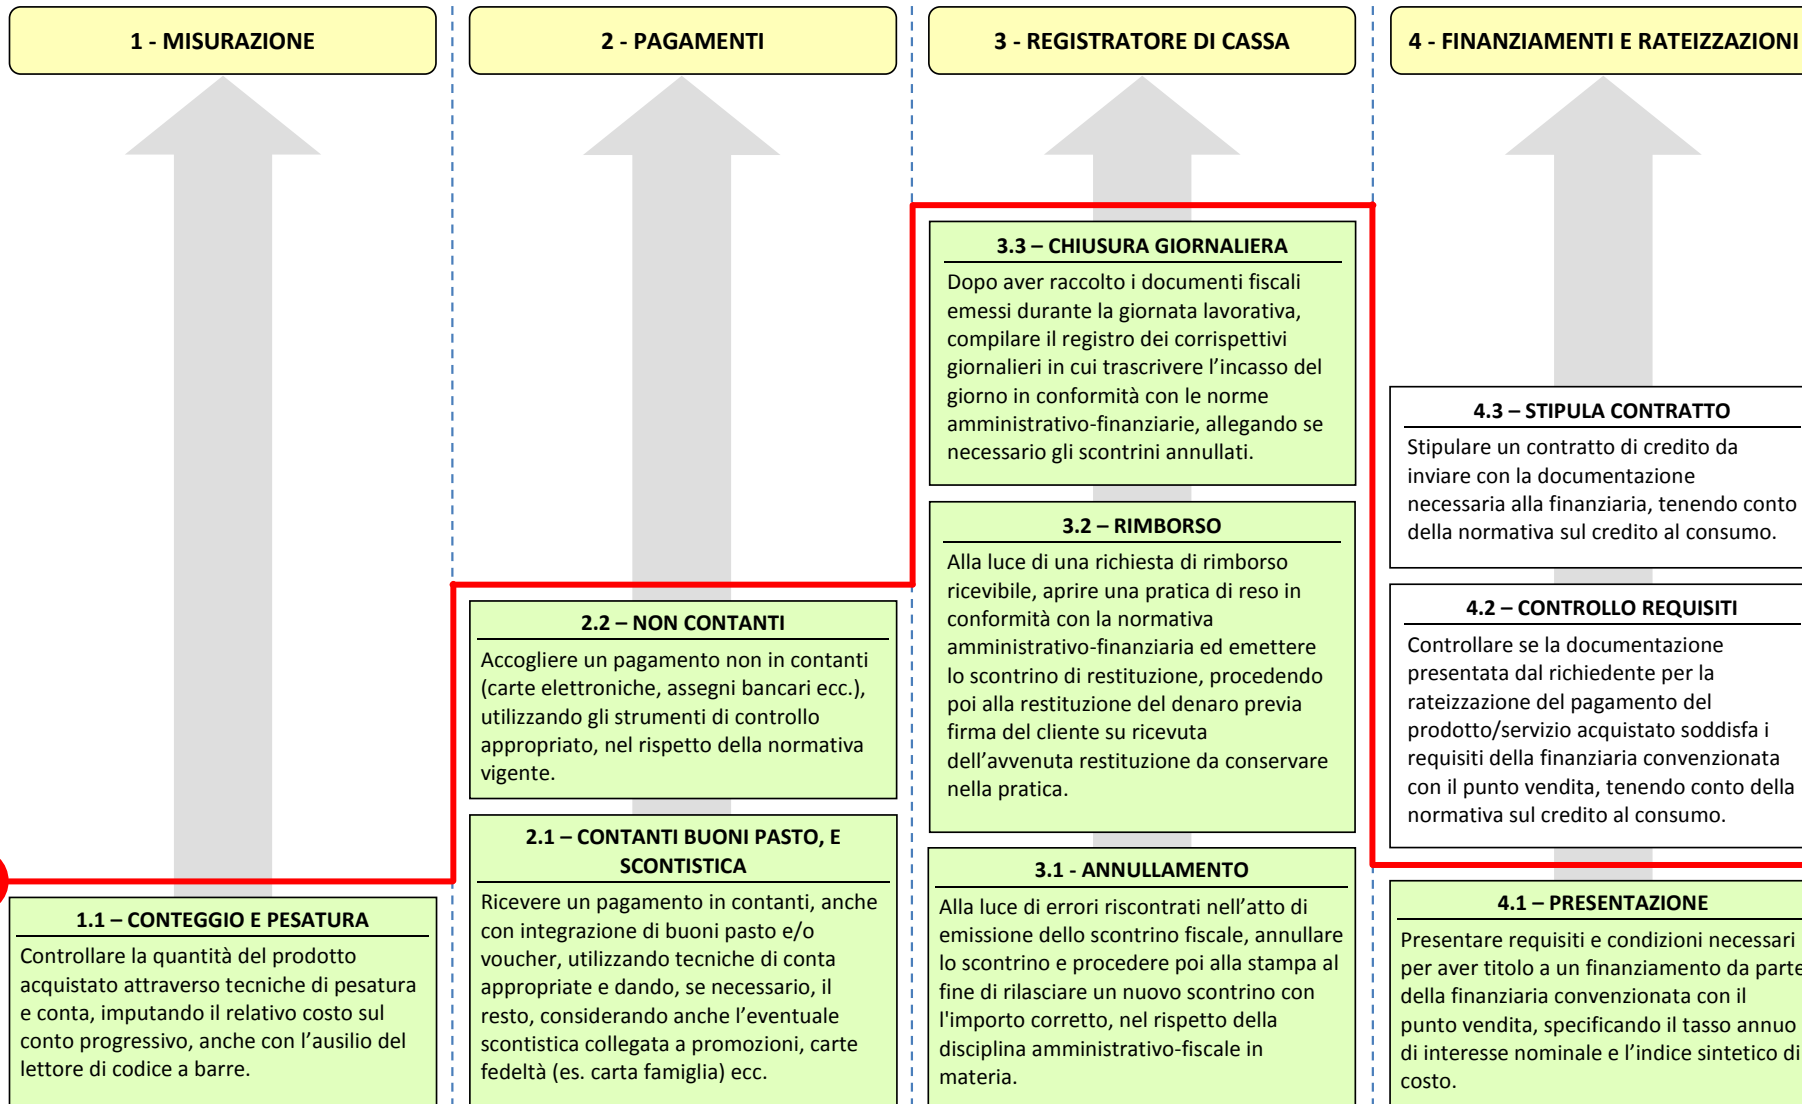 1 - MISURAZIONE
2 - PAGAMENTI
3 - REGISTRATORE DI CASSA
4 - FINANZIAMENTI E RATEIZZAZIONI
1.1 – CONTEGGIO E PESATURA
Controllare la quantità del prodotto
acquistato attraverso tecniche di pesatura
e conta, imputando il relativo costo sul
conto progressivo, anche con l’ausilio del
lettore di codice a barre.
2.2 – NON CONTANTI
Accogliere un pagamento non in contanti
(carte elettroniche, assegni bancari ecc.),
utilizzando gli strumenti di controllo
appropriato, nel rispetto della normativa
vigente.
2.1 – CONTANTI BUONI PASTO, E
SCONTISTICA
Ricevere un pagamento in contanti, anche
con integrazione di buoni pasto e/o
voucher, utilizzando tecniche di conta
appropriate e dando, se necessario, il
resto, considerando anche l’eventuale
scontistica collegata a promozioni, carte
fedeltà (es. carta famiglia) ecc.
3.3 – CHIUSURA GIORNALIERA
Dopo aver raccolto i documenti fiscali
emessi durante la giornata lavorativa,
compilare il registro dei corrispettivi
giornalieri in cui trascrivere l’incasso del
giorno in conformità con le norme
amministrativo-finanziarie, allegando se
necessario gli scontrini annullati.
3.2 – RIMBORSO
Alla luce di una richiesta di rimborso
ricevibile, aprire una pratica di reso in
conformità con la normativa
amministrativo-finanziaria ed emettere
lo scontrino di restituzione, procedendo
poi alla restituzione del denaro previa
firma del cliente su ricevuta
dell’avvenuta restituzione da conservare
nella pratica.
3.1 - ANNULLAMENTO
Alla luce di errori riscontrati nell’atto di
emissione dello scontrino fiscale, annullare
lo scontrino e procedere poi alla stampa al
fine di rilasciare un nuovo scontrino con
l'importo corretto, nel rispetto della
disciplina amministrativo-fiscale in
materia.
4.3 – STIPULA CONTRATTO
Stipulare un contratto di credito da
inviare con la documentazione
necessaria alla finanziaria, tenendo conto
della normativa sul credito al consumo.
4.2 – CONTROLLO REQUISITI
Controllare se la documentazione
presentata dal richiedente per la
rateizzazione del pagamento del
prodotto/servizio acquistato soddisfa i
requisiti della finanziaria convenzionata
con il punto vendita, tenendo conto della
normativa sul credito al consumo.
4.1 – PRESENTAZIONE
Presentare requisiti e condizioni necessari
per aver titolo a un finanziamento da parte
della finanziaria convenzionata con il
punto vendita, specificando il tasso annuo
di interesse nominale e l’indice sintetico di
costo.